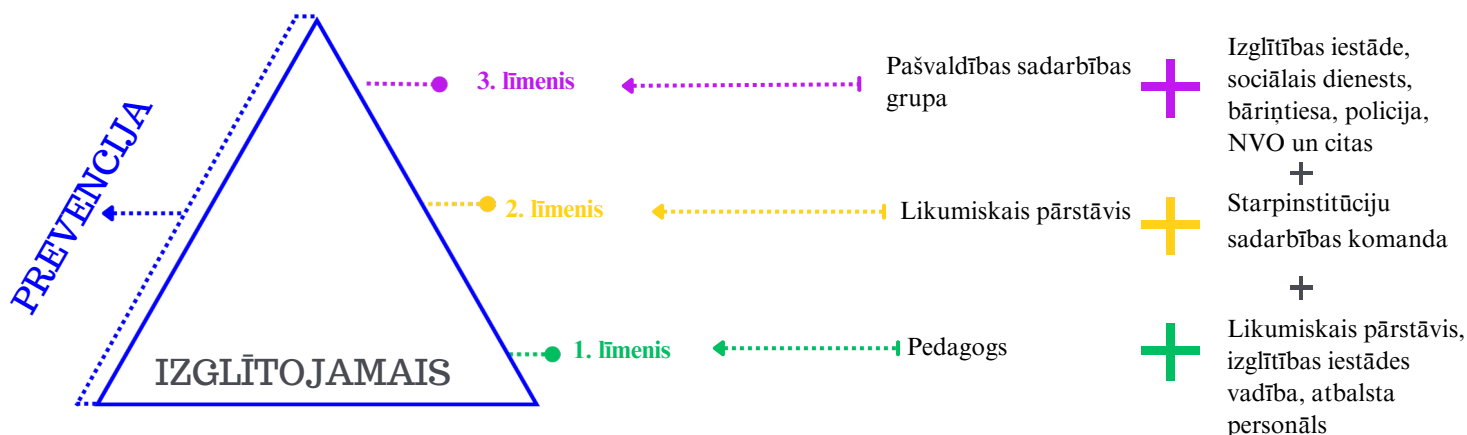 PREVENCIJA
IZGLĪTOJAMAIS
3. līmenis
Pašvaldības sadarbības
grupa
Izglītības iestāde,
sociālais dienests,
bāriņtiesa, policija,
NVO un citas
2. līmenis
Likumiskais pārstāvis
Starpinstitūciju
sadarbības komanda
1. līmenis
Pedagogs
Likumiskais pārstāvis,
izglītības iestādes
vadība, atbalsta
personāls